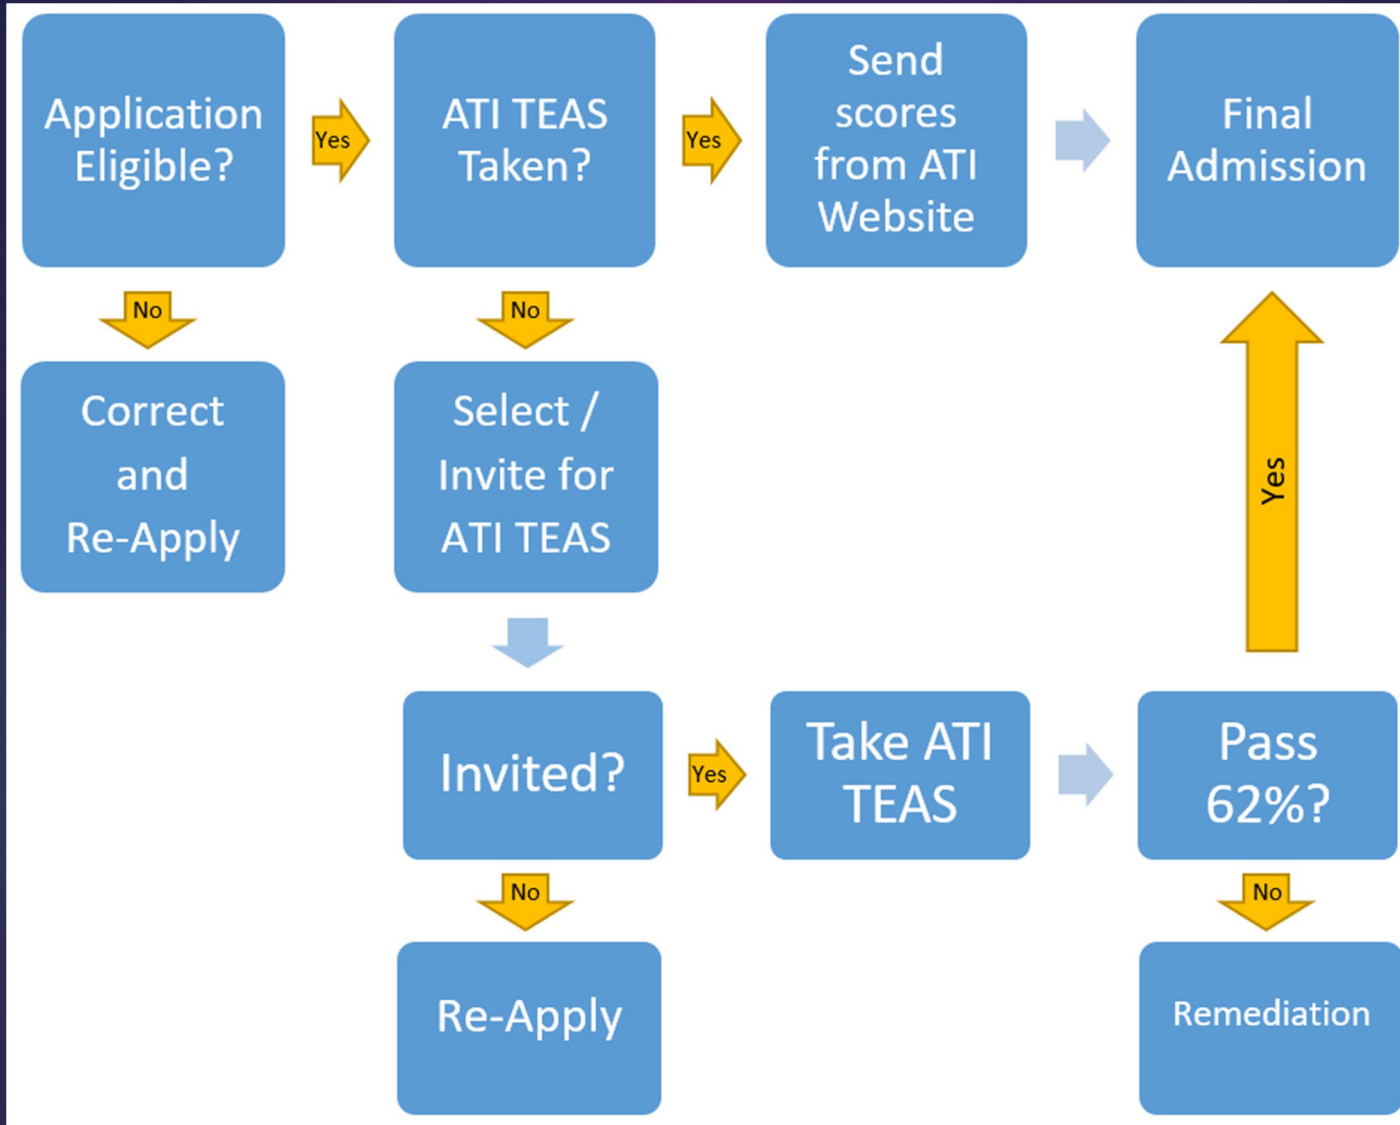 Application
Eligible?
Yes
ATI TEAS
Taken?
Yes
Send
scores
from ATI
Website
Final
Admission
No
No
Correct
and
Re-Apply
Select /
Invite for
ATI TEAS
Yes
Invited?
Yes
Take ATI
TEAS
Pass
62%?
No
No
Re-Apply
Remediation